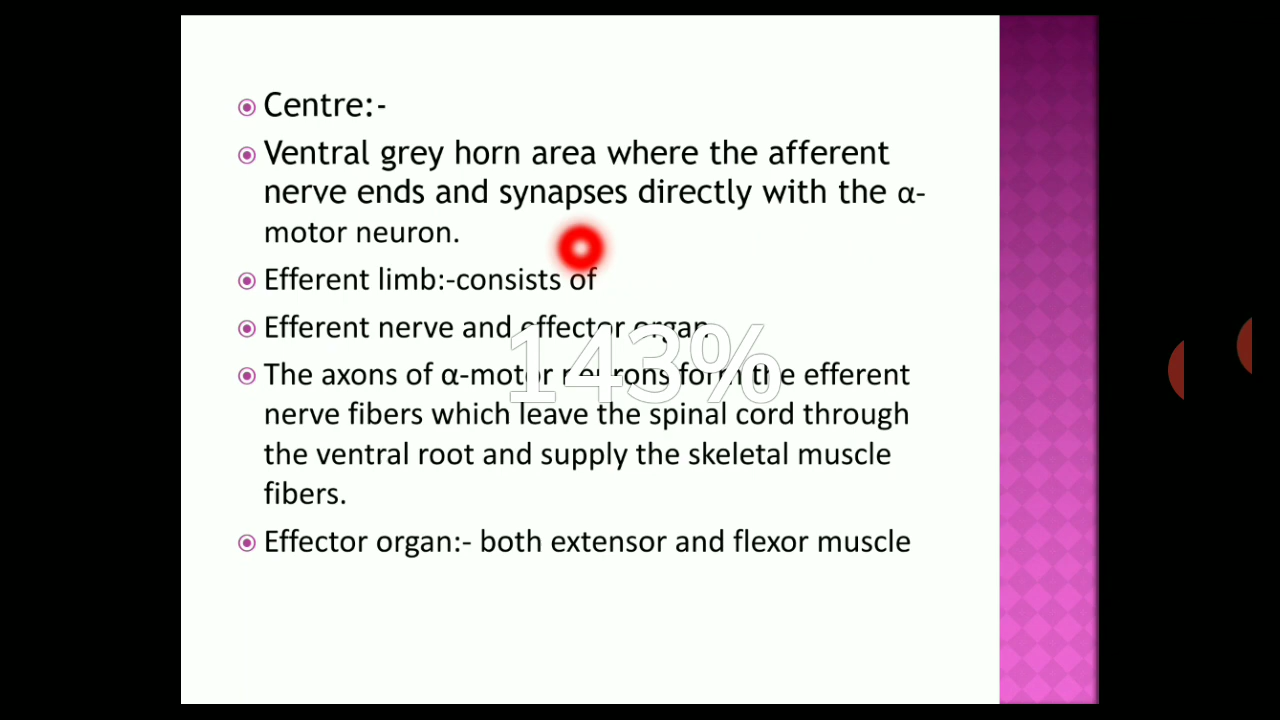 Centre:-
Ventral grey horn area where the afferent
nerve ends and synapses directly with the α-
motor neuron.
Efferent limb:-consists of
Efferent nerve and effector organ
143%
The axons of α-motor neurons form the efferent
nerve fibers which leave the spinal cord through
the ventral root and supply the skeletal muscle
fibers.
Effector organ:- both extensor and flexor muscle